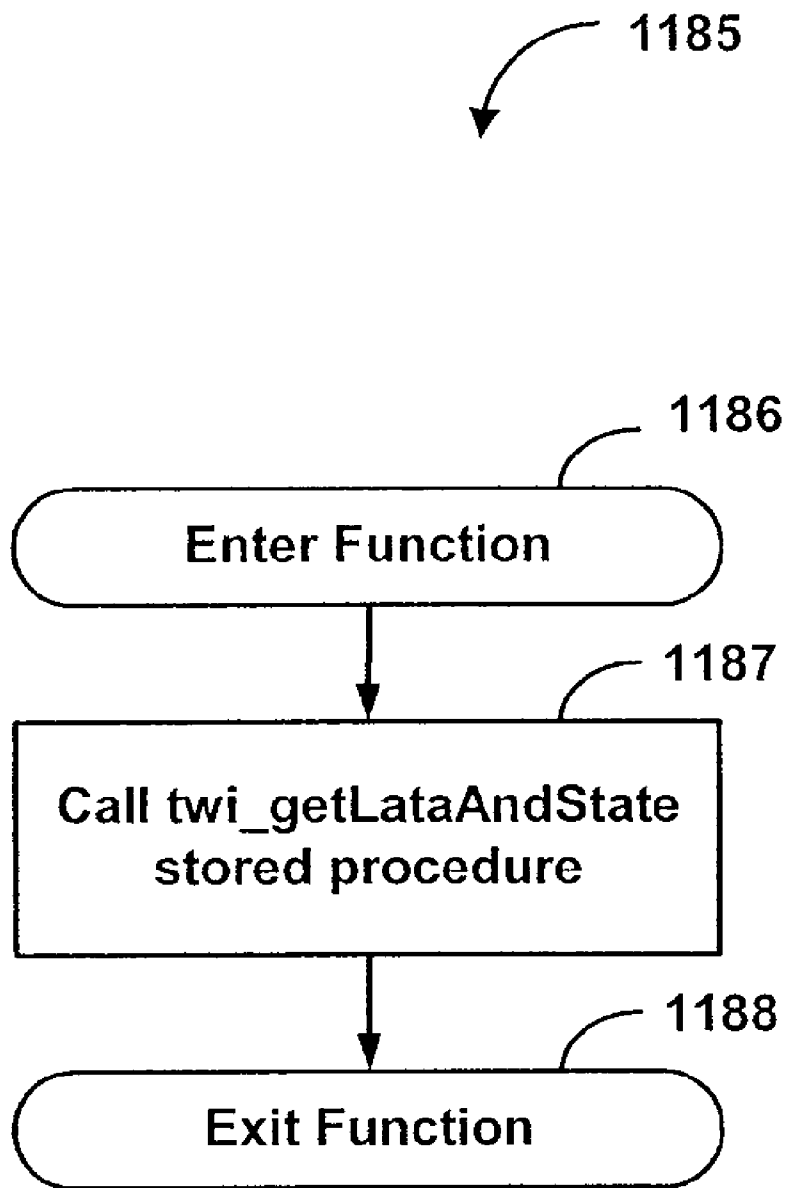 1185
1186
Enter Function
1187
Call twi_getLataAndState
stored procedure
1188
Exit Function